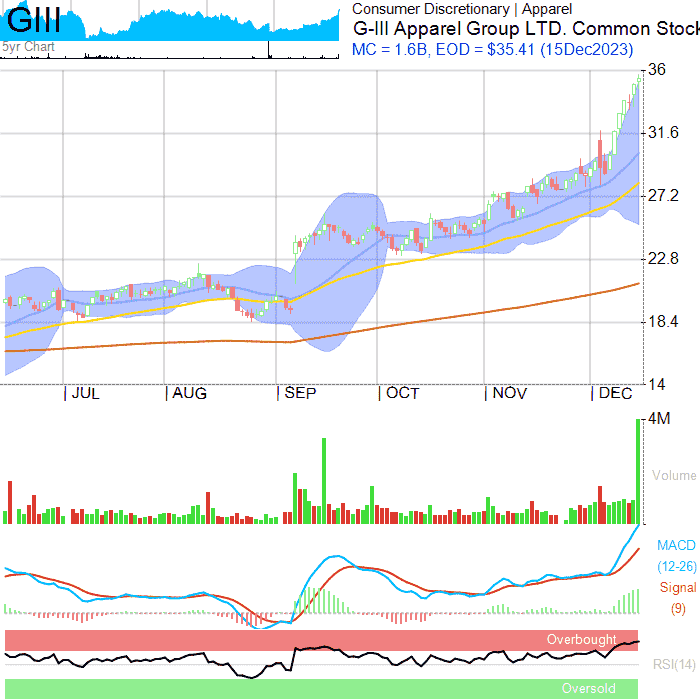 GIII
5yr Chart
Consumer Discretionary | Apparel
G-III Apparel Group LTD. Common Stock
MC = 1.6B, EOD = $35.41 (15Dec2023)
36
31.6
27.2
22.8
18.4
14
| JUL | AUG | SEP | OCT | NOV | DEC
4M
Volume
MACD
(12-26)
Signal
(9)
Overbought
RSI(14)
Oversold